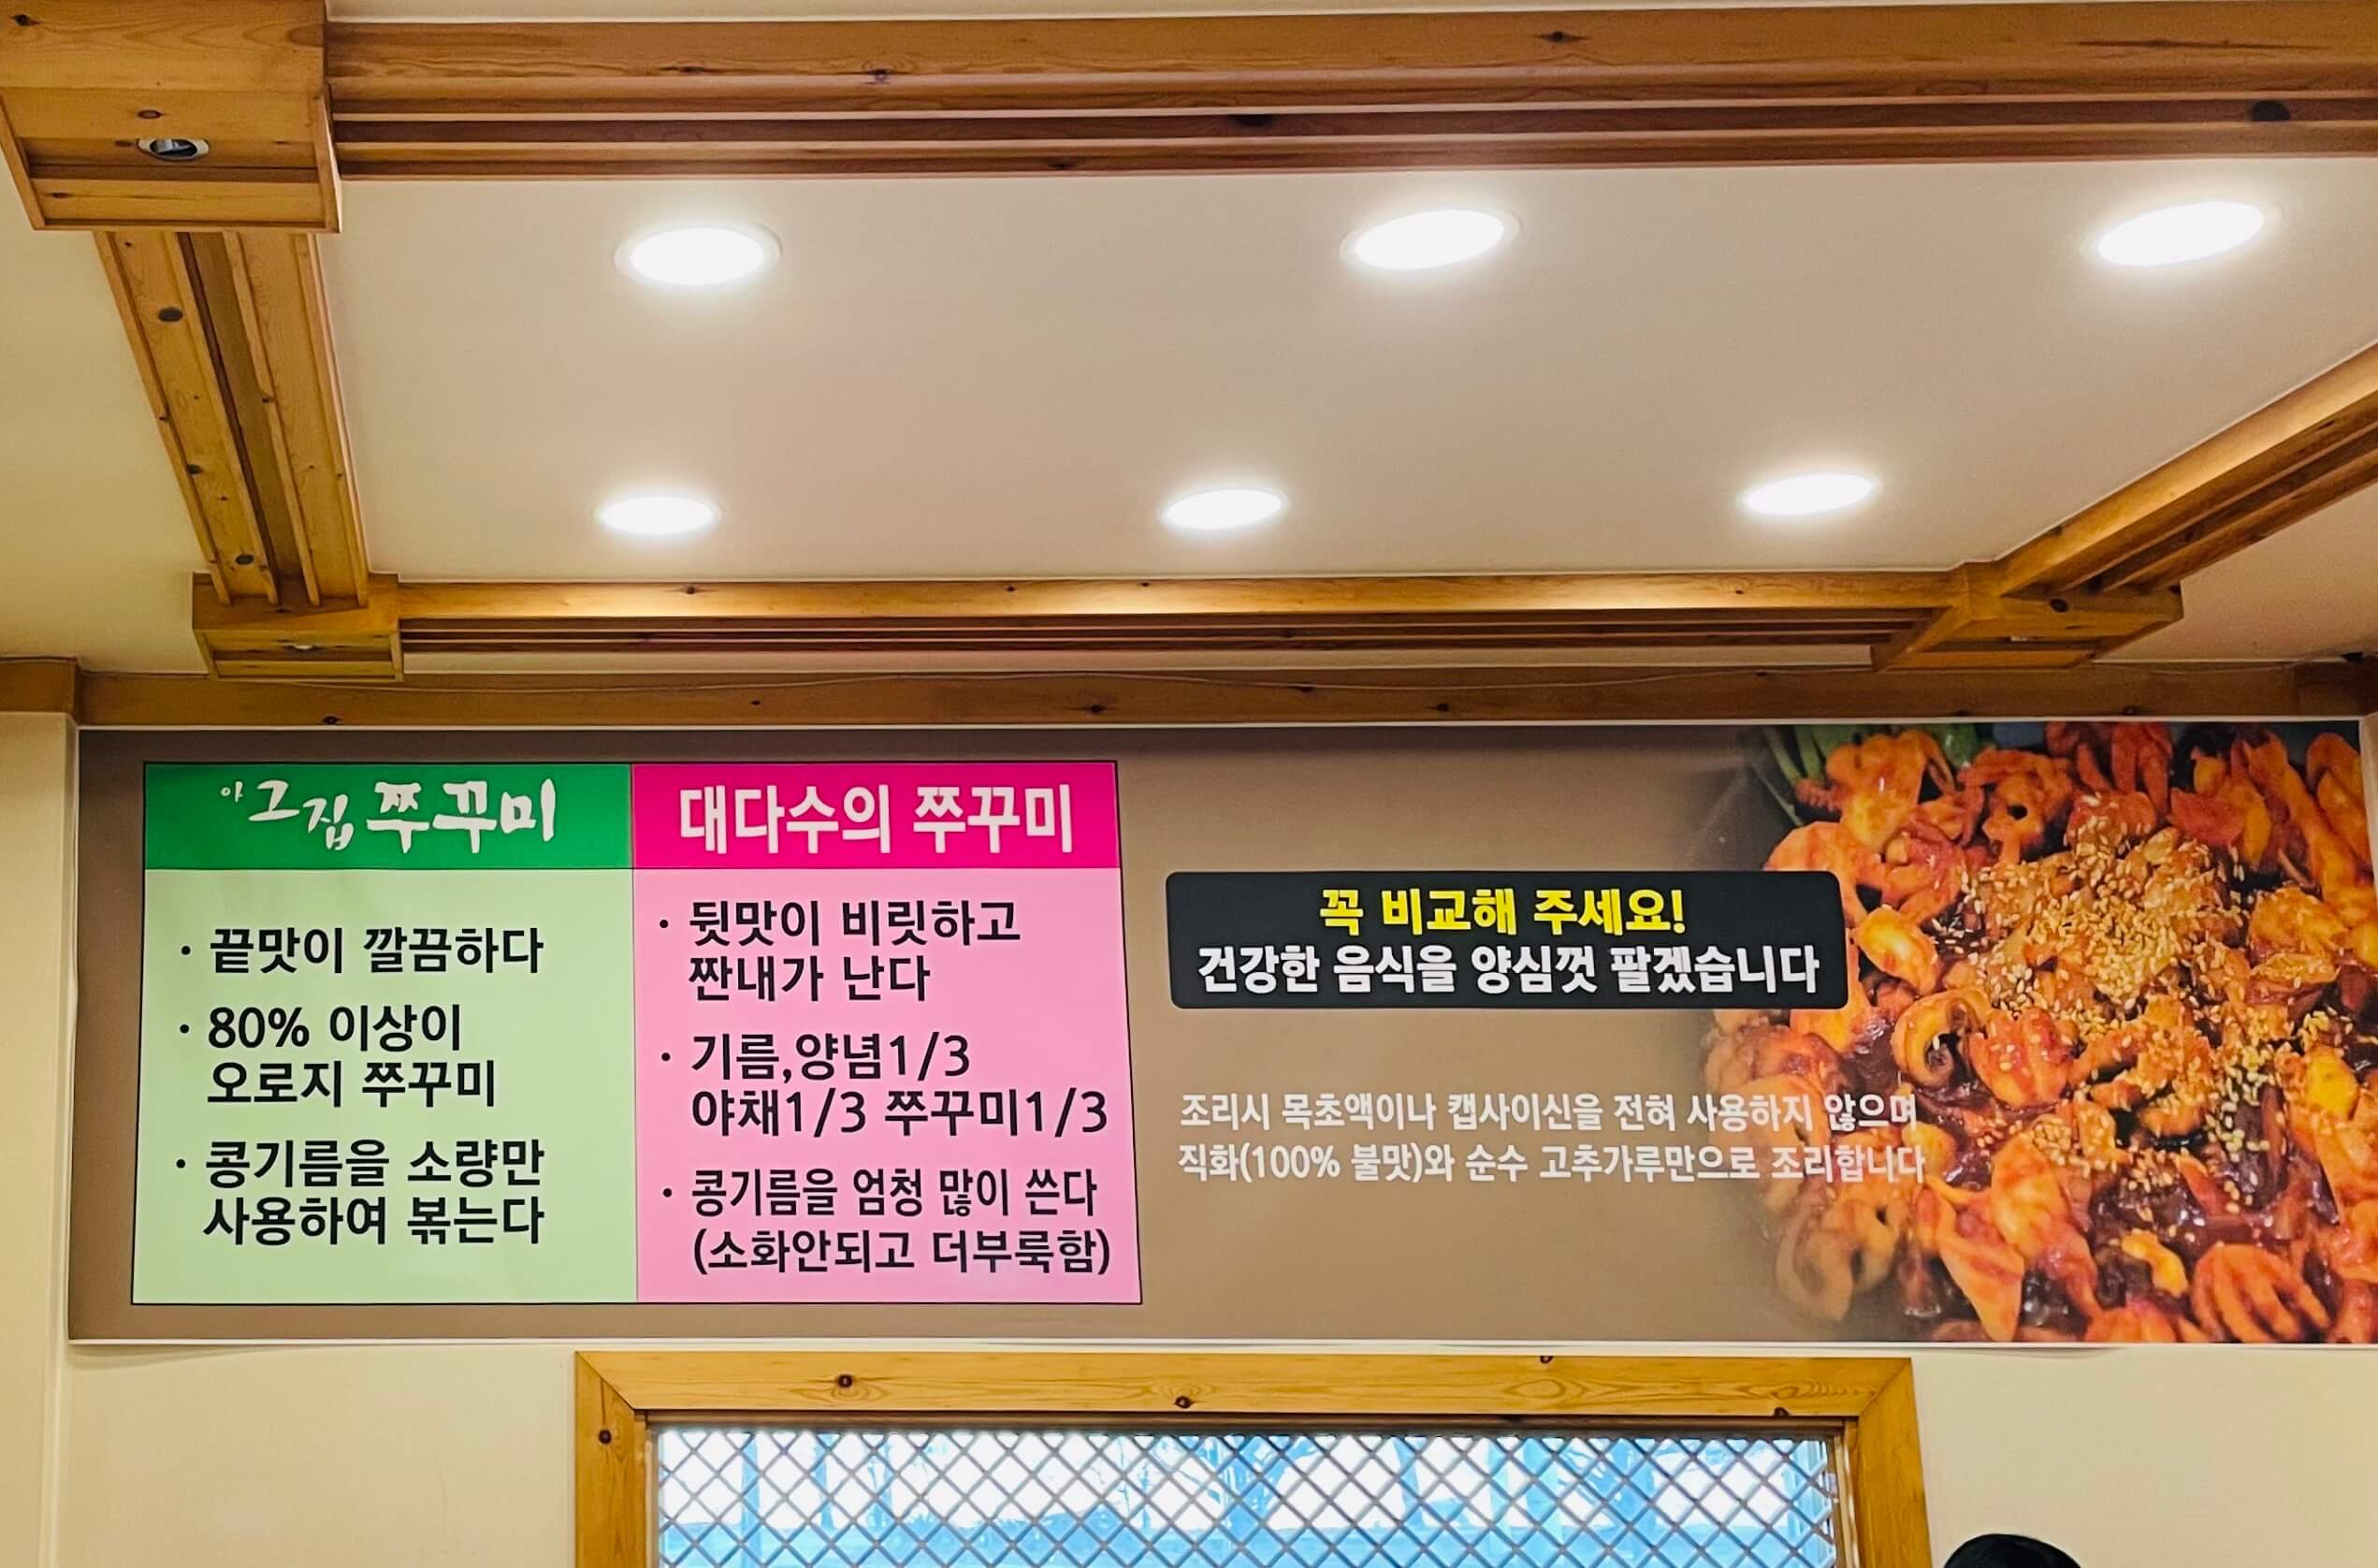 야 그집 쭈꾸미
· 끝맛이 깔끔하다
· 80% 이상이
오로지 쭈꾸미
· 콩기름을 소량만
사용하여 볶는다
대다수의 쭈꾸미
· 뒷맛이 비릿하고
짠내가 난다
· 기름,양념1/3
야채1/3 쭈꾸미1/3
· 콩기름을 엄청 많이 쓴다
(소화안되고 더부룩함)
꼭 비교해 주세요!
건강한 음식을 양심껏 팔겠습니다
조리시 목초액이나 캡사이신을 전혀 사용하지 않으며
직화(100% 불맛)와 순수 고추가루만으로 조리합니다